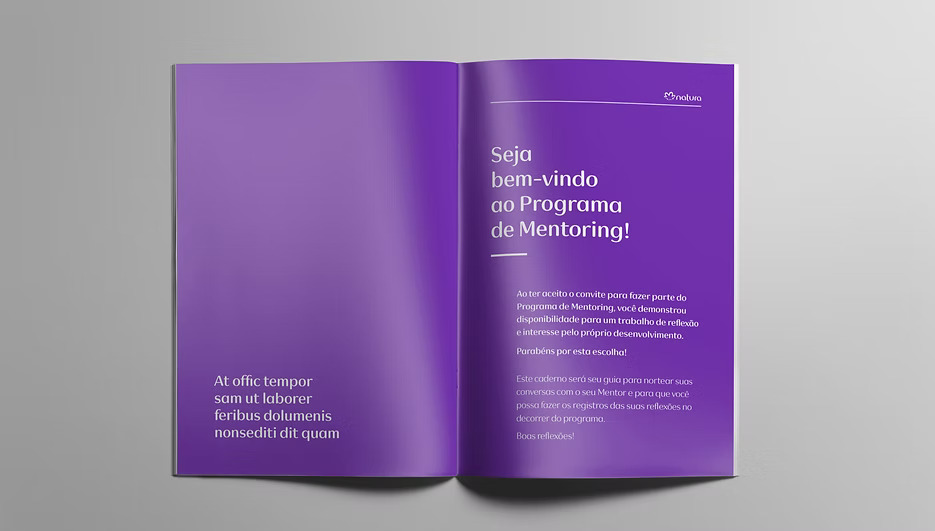 At offic tempor
sam ut laborer
feribus dolumenis
nonsediti dit quam
natura
Seja
bem-vindo
ao Programa
de Mentoring!
Ao ter aceito o convite para fazer parte do
Programa de Mentoring, você demonstrou
disponibilidade para um trabalho de reflexão
e interesse pelo próprio desenvolvimento.
Parabéns por esta escolha!
Este caderno será seu guia para nortear suas
conversas com o seu Mentor e para que você
possa fazer os registros das suas reflexões no
decorrer do programa.
Boas reflexões!